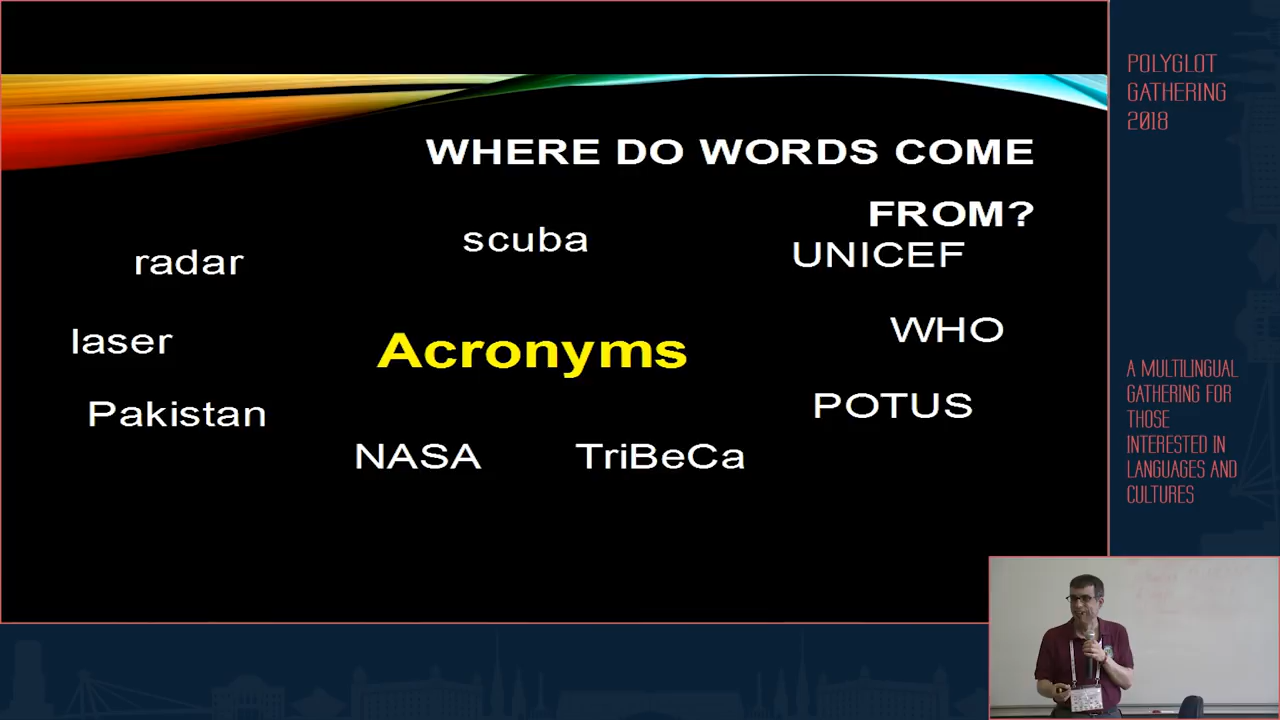 WHERE DO WORDS COME
FROM?
scuba
UNICEF
radar
WHO
laser
Acronyms
POTUS
Pakistan
NASA
TriBeCa
POLYGLOT
GATHERING
2018
A MULTILINGUAL
GATHERING FOR
THOSE
INTERESTED IN
LANGUAGES AND
CULTURES